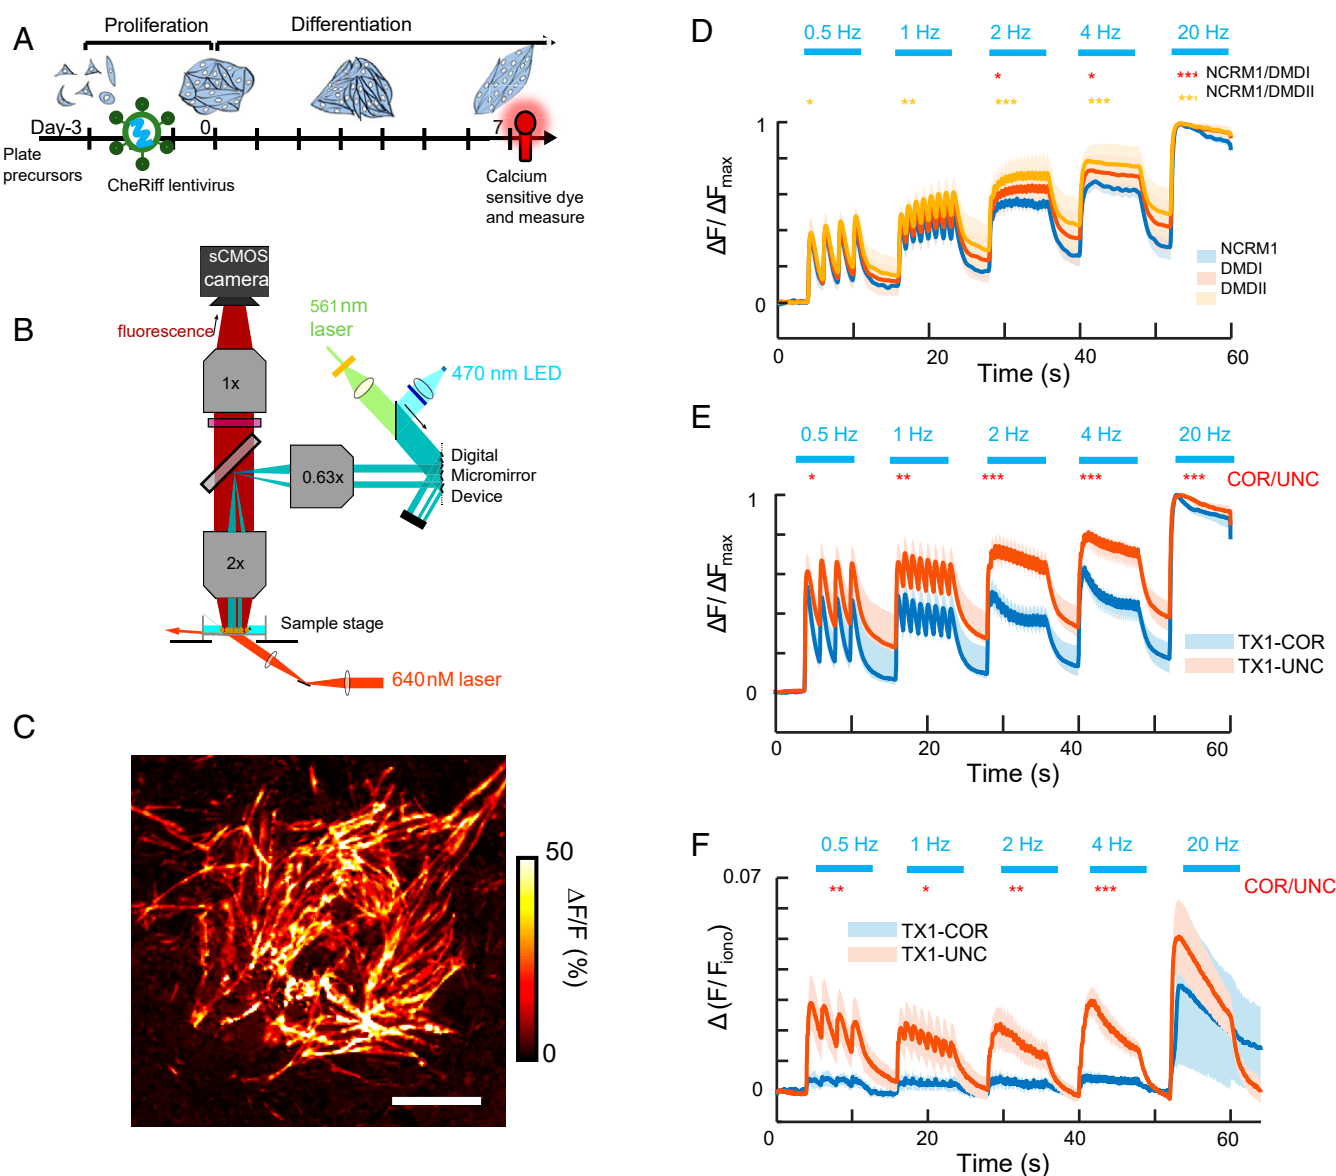 A
Proliferation
Differentiation
Day-3
0
7
Plate
precursors
CheRiff lentivirus
Calcium
sensitive dye
and measure
B
sCMOS
camera
fluorescence
561nm
laser
470 nm LED
1x
0.63x
Digital
Micromirror
Device
2x
Sample stage
640nM laser
C
50
0
ΔF/F (%)
D
0.5 Hz
1 Hz
2 Hz
4 Hz
20 Hz
* * *** NCRM1/DMDI
* ** *** *** *** NCRM1/DMDII
1
0
ΔF/ΔFmax
NCRM1
DMDI
DMDII
0 20 40 60
Time (s)
E
0.5 Hz
1 Hz
2 Hz
4 Hz
20 Hz
* ** *** *** *** COR/UNC
1
0
ΔF/ΔFmax
TX1-COR
TX1-UNC
0 20 40 60
Time (s)
F
0.5 Hz
1 Hz
2 Hz
4 Hz
20 Hz
** * ** *** COR/UNC
0.07
0
Δ(F/Fiono)
TX1-COR
TX1-UNC
0 20 40 60
Time (s)